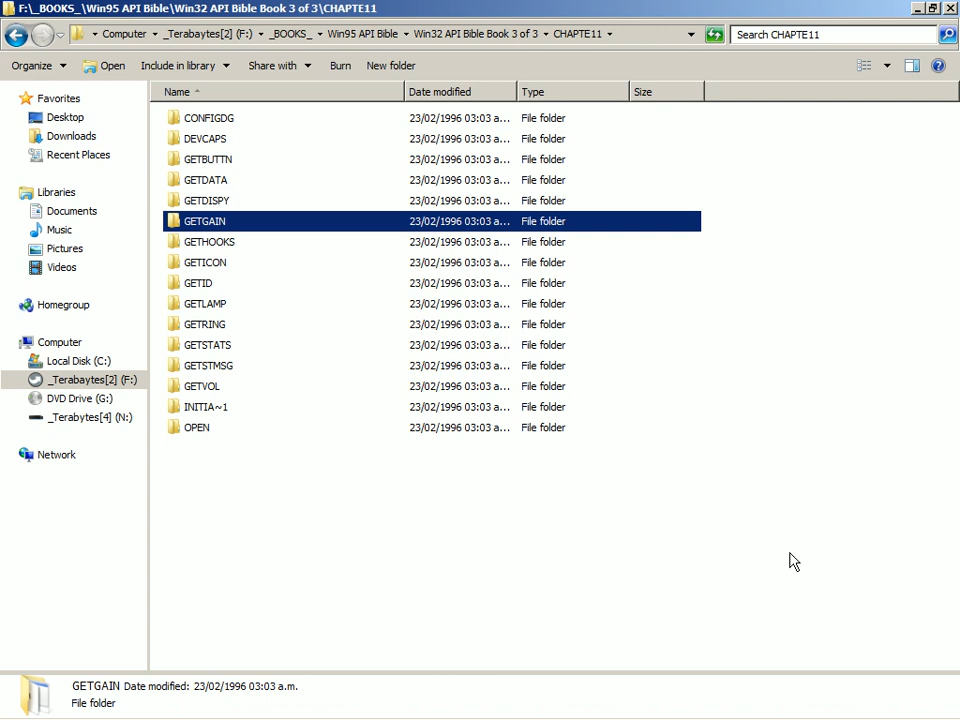 F:\_BOOKS_\Win95 API Bible\Win32 API Bible Book 3 of 3\CHAPTE11
Computer _Terabaytes[2] (F:) _BOOKS_ Win95 API Bible Win32 API Bible Book 3 of 3 CHAPTE11 Search CHAPTE11
Organize Open Include in library Share with Burn New folder
Name Date modified Type Size
Favorites
Desktop
Downloads
Recent Places
Libraries
Documents
Music
Pictures
Videos
Homegroup
Computer
Local Disk (C:)
_Terabaytes[2] (F:)
DVD Drive (G:)
_Terabytes[4] (N:)
Network
CONFIGDG 23/02/1996 03:03 a... File folder
DEVCAPS 23/02/1996 03:03 a... File folder
GETBUTTN 23/02/1996 03:03 a... File folder
GETDATA 23/02/1996 03:03 a... File folder
GETDISPY 23/02/1996 03:03 a... File folder
GETGAIN 23/02/1996 03:03 a... File folder
GETHOOKS 23/02/1996 03:03 a... File folder
GETICON 23/02/1996 03:03 a... File folder
GETID 23/02/1996 03:03 a... File folder
GETLAMP 23/02/1996 03:03 a... File folder
GETRING 23/02/1996 03:03 a... File folder
GETSTATS 23/02/1996 03:03 a... File folder
GETSTMSG 23/02/1996 03:03 a... File folder
GETVOL 23/02/1996 03:03 a... File folder
INITIA~1 23/02/1996 03:03 a... File folder
OPEN 23/02/1996 03:03 a... File folder
GETGAIN Date modified: 23/02/1996 03:03 a.m.
File folder